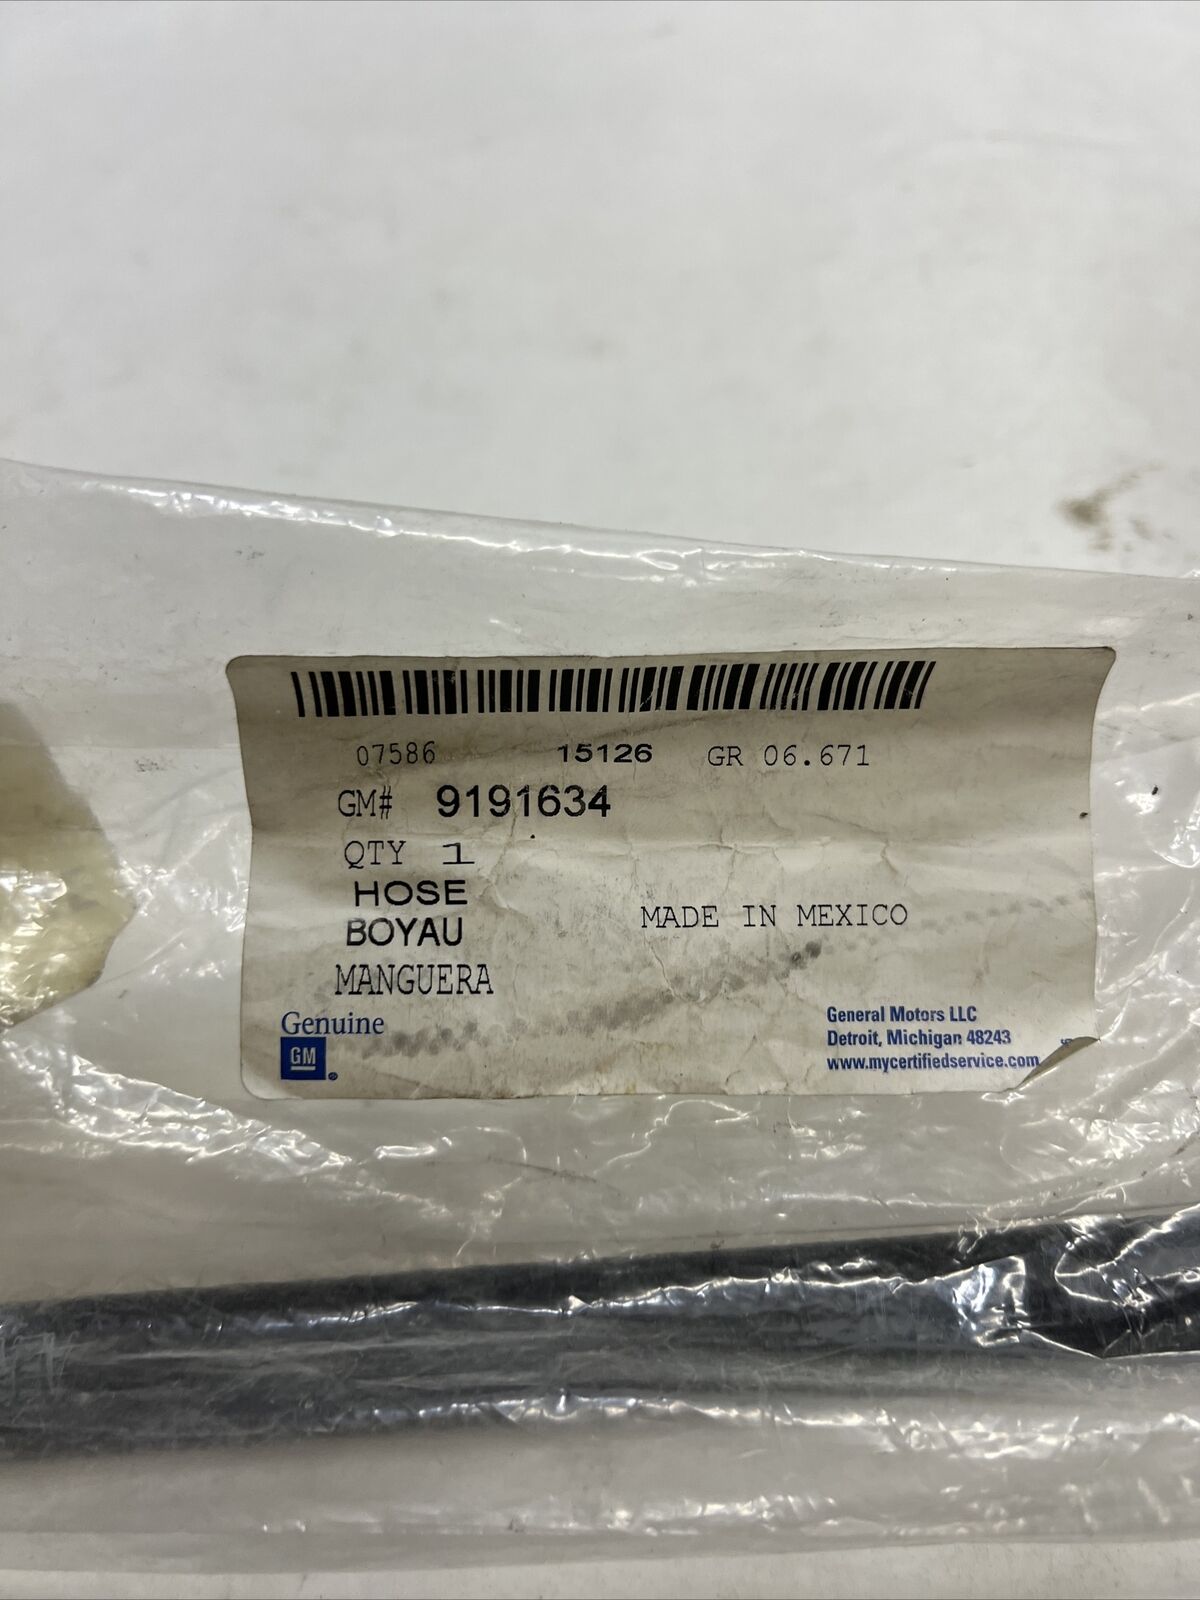 07586 15126 GR 06.671
GM# 9191634
QTY 1
HOSE
BOYAU
MADE IN MEXICO
MANGUERA
Genuine
GM
General Motors LLC
Detroit, Michigan 48243
www.mycertifiedservice.com